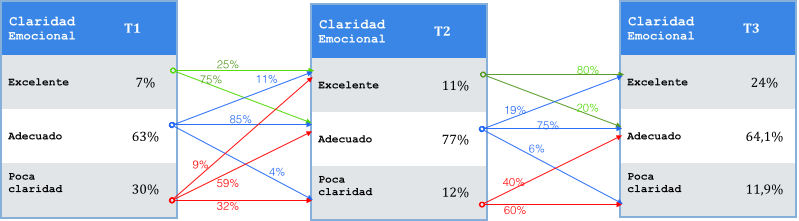 Claridad
Emocional T1
Excelente 7%
Adecuado 63%
Poca
claridad 30%
25%
75%
11%
85%
4%
9%
59%
32%
Claridad
Emocional T2
Excelente 11%
Adecuado 77%
Poca
claridad 12%
80%
20%
19%
75%
6%
40%
60%
Claridad
Emocional T3
Excelente 24%
Adecuado 64,1%
Poca
claridad 11,9%